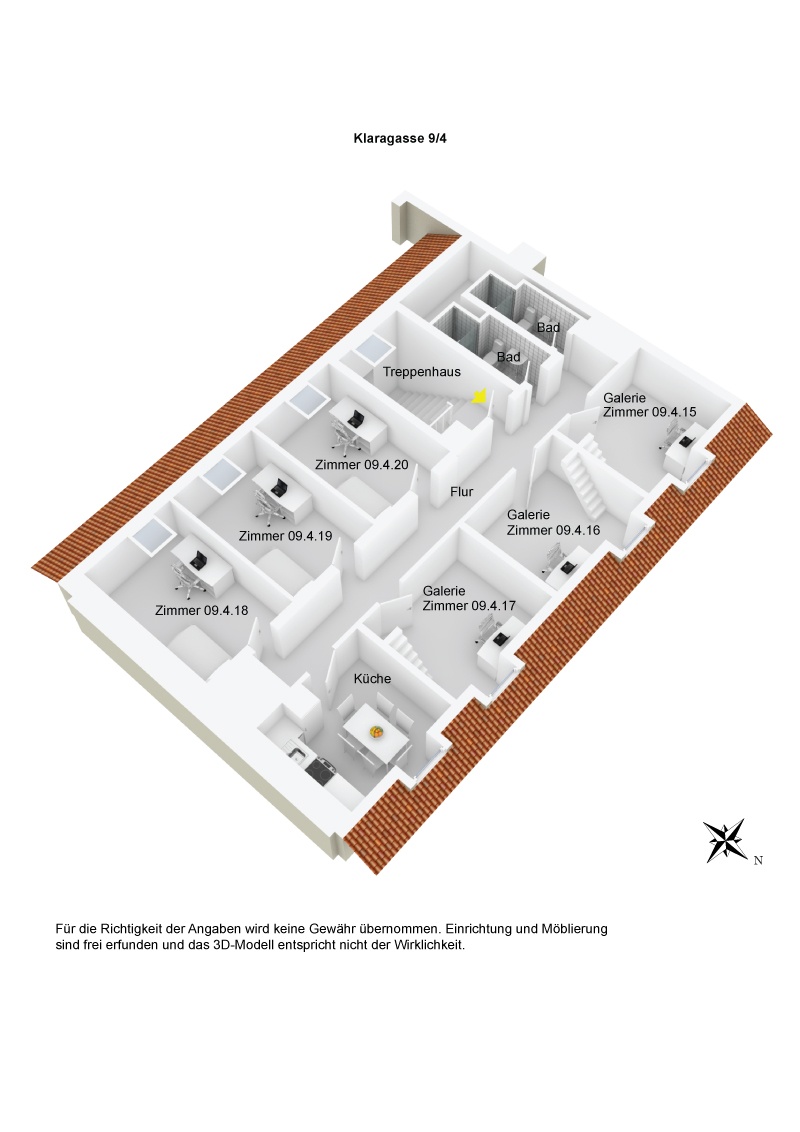 Klaragasse 9/4
Bad
Bad
Treppenhaus
Galerie
Zimmer 09.4.15
Zimmer 09.4.20
Flur
Galerie
Zimmer 09.4.16
Zimmer 09.4.19
Galerie
Zimmer 09.4.17
Zimmer 09.4.18
Küche
N
Für die Richtigkeit der Angaben wird keine Gewähr übernommen. Einrichtung und Möblierung
sind frei erfunden und das 3D-Modell entspricht nicht der Wirklichkeit.